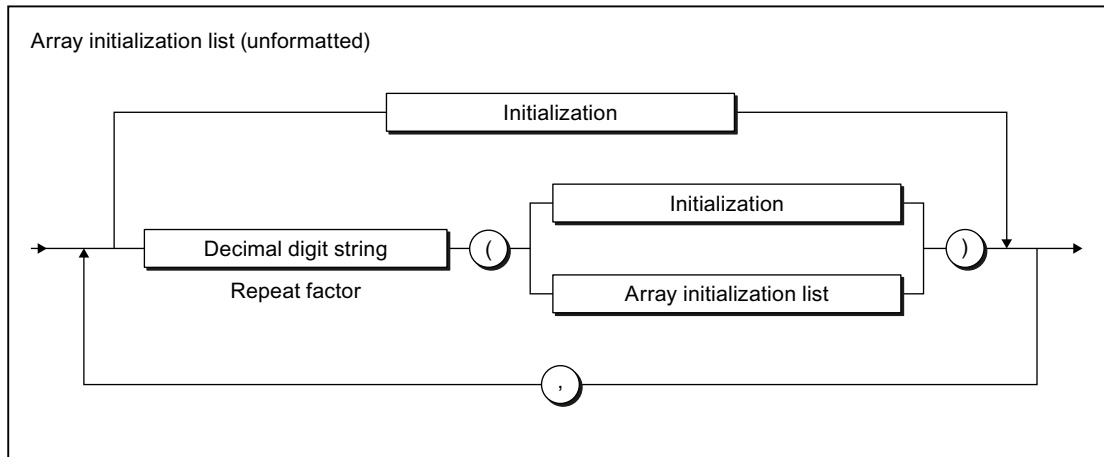 Array initialization list (unformatted)
Initialization
Initialization
Decimal digit string
(
)
Repeat factor
Array initialization list
,